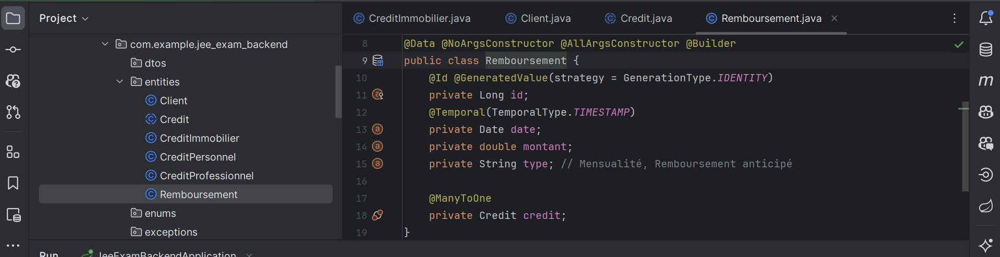 Project
CreditImmobilier.java
Client.java
Credit.java
Remboursement.java
com.example.jee_exam_backend
dtos
entities
Client
Credit
CreditImmobilier
CreditPersonnel
CreditProfessionnel
Remboursement
enums
exceptions
8 @Data @NoArgsConstructor @AllArgsConstructor @Builder
9 public class Remboursement {
10 @Id @GeneratedValue(strategy = GenerationType.IDENTITY)
11 private Long id;
12 @Temporal(TemporalType.TIMESTAMP)
13 private Date date;
14 private double montant;
15 private String type; // Mensualité, Remboursement anticipé
16
17 @ManyToOne
18 private Credit credit;
19 }
Run
JeeExamBackendApplication